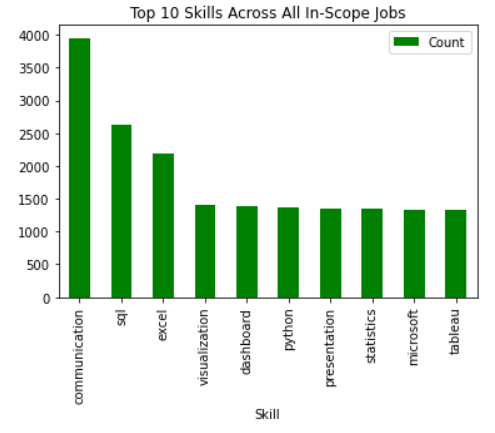 Top 10 Skills Across All In-Scope Jobs
Count
4000
3500
3000
2500
2000
1500
1000
500
0
communication
sql
excel
visualization
dashboard
python
presentation
statistics
microsoft
tableau
Skill